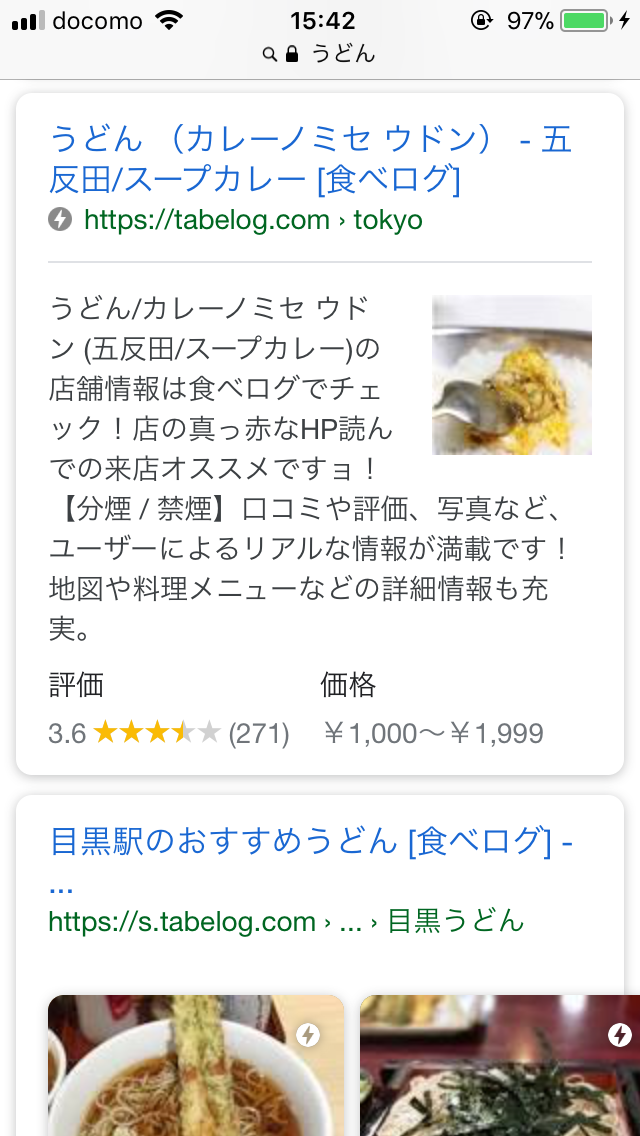 docomo 15:42 97%
うどん
うどん （カレーノミセ ウドン） - 五
反田/スープカレー [食べログ]
https://tabelog.com › tokyo
うどん/カレーノミセ ウド
ン (五反田/スープカレー)の
店舗情報は食べログでチェ
ック！店の真っ赤なHP読ん
での来店オススメですョ！
【分煙 / 禁煙】口コミや評価、写真など、
ユーザーによるリアルな情報が満載です！
地図や料理メニューなどの詳細情報も充
実。
評価 価格
3.6 ★★★★★ (271) ￥1,000〜￥1,999
目黒駅のおすすめうどん [食べログ] -
...
https://s.tabelog.com › ... › 目黒うどん